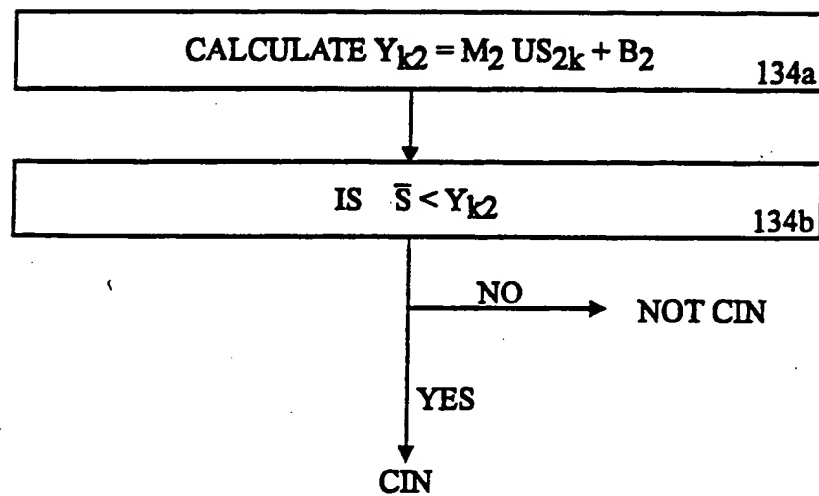 CALCULATE Yk2 = M2 US2k + B2
134a
IS S̅ < Yk2
134b
NO
NOT CIN
YES
CIN